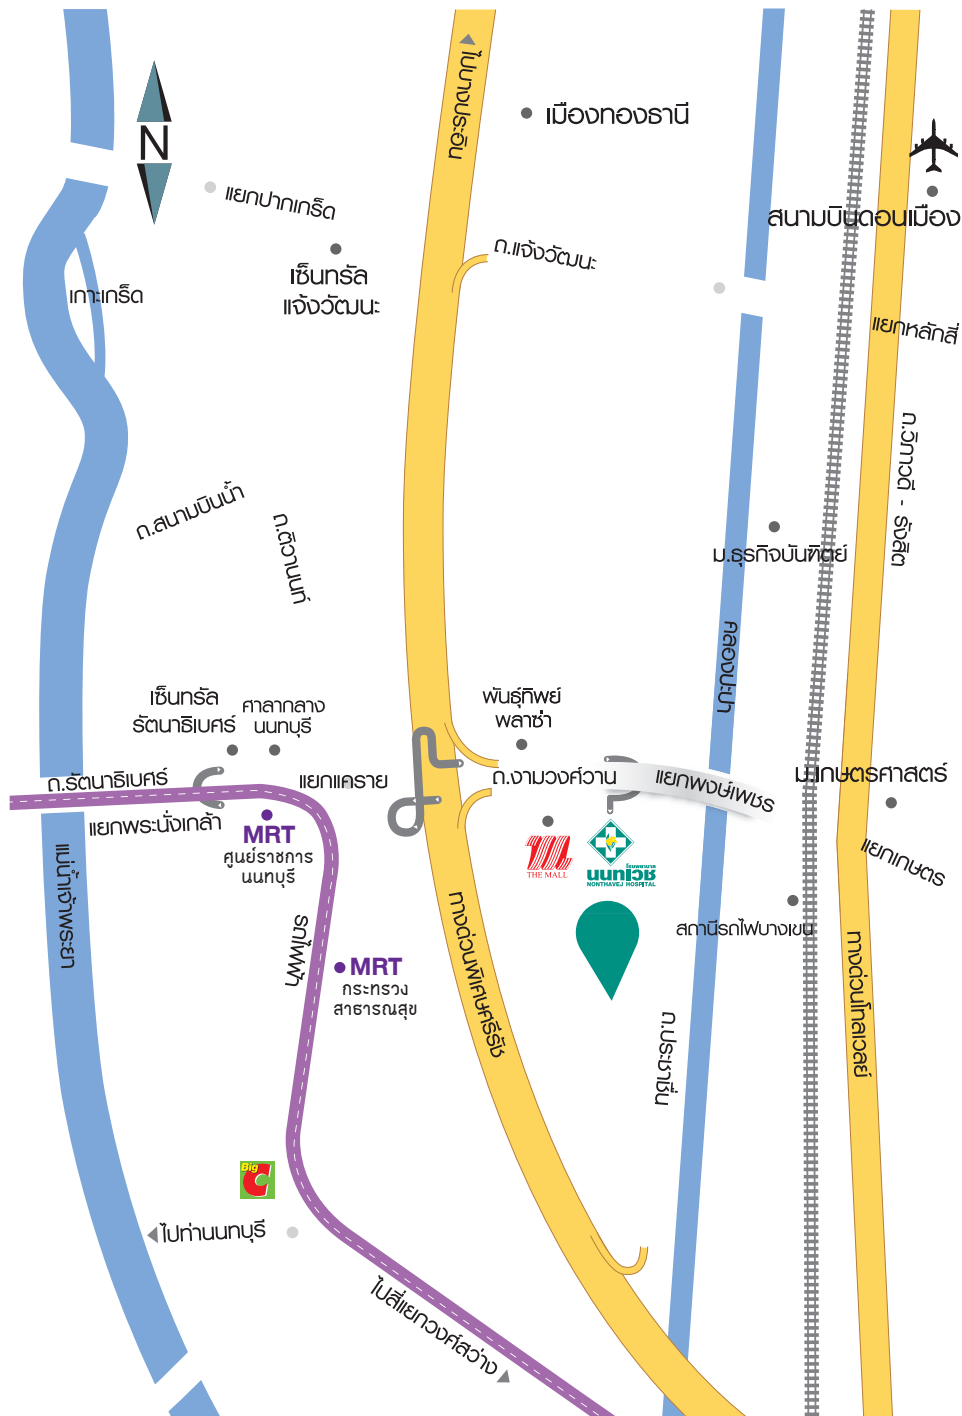 ไปบางปะอิน
เมืองทองธานี
N
แยกปากเกร็ด
สนามบินดอนเมือง
ถ.แจ้งวัฒนะ
เซ็นทรัล
แจ้งวัฒนะ
เกาะเกร็ด
แยกหลักสี่
ถ.วิภาวดี - รังสิต
ถ.สนามบินน้ำ
ถ.ติวานนท์
ม.ธุรกิจบัณฑิตย์
คลองประปา
เซ็นทรัล
รัตนาธิเบศร์
ศาลากลาง
นนทบุรี
พันธุ์ทิพย์
พลาซ่า
ถ.รัตนาธิเบศร์
แยกแคราย
ถ.งามวงศ์วาน
แยกพงษ์เพชร
ม.เกษตรศาสตร์
แยกพระนั่งเกล้า
MRT
ศูนย์ราชการ
นนทบุรี
THE MALL
โรงพยาบาล
นนทเวช
NONTHAVEJ HOSPITAL
แยกเกษตร
แม่น้ำเจ้าพระยา
รถไฟฟ้า
ทางด่วนพิเศษศรีรัช
สถานีรถไฟบางเขน
ทางด่วนโทลเวลย์
MRT
กระทรวง
สาธารณสุข
ถ.ประชาชื่น
Big
C
ไปท่านนทบุรี
ไปสี่แยกวงศ์สว่าง